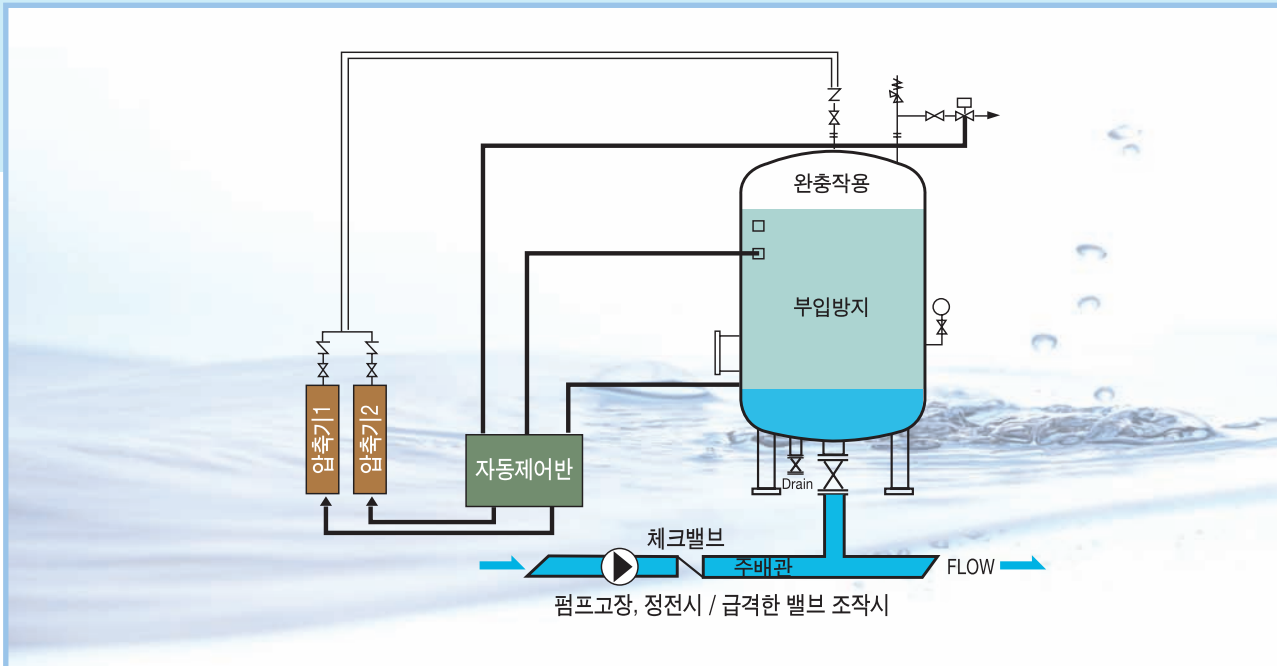 완충작용
부입방지
압축기1
압축기2
자동제어반
Drain
체크밸브
주배관
FLOW
펌프고장, 정전시 / 급격한 밸브 조작시